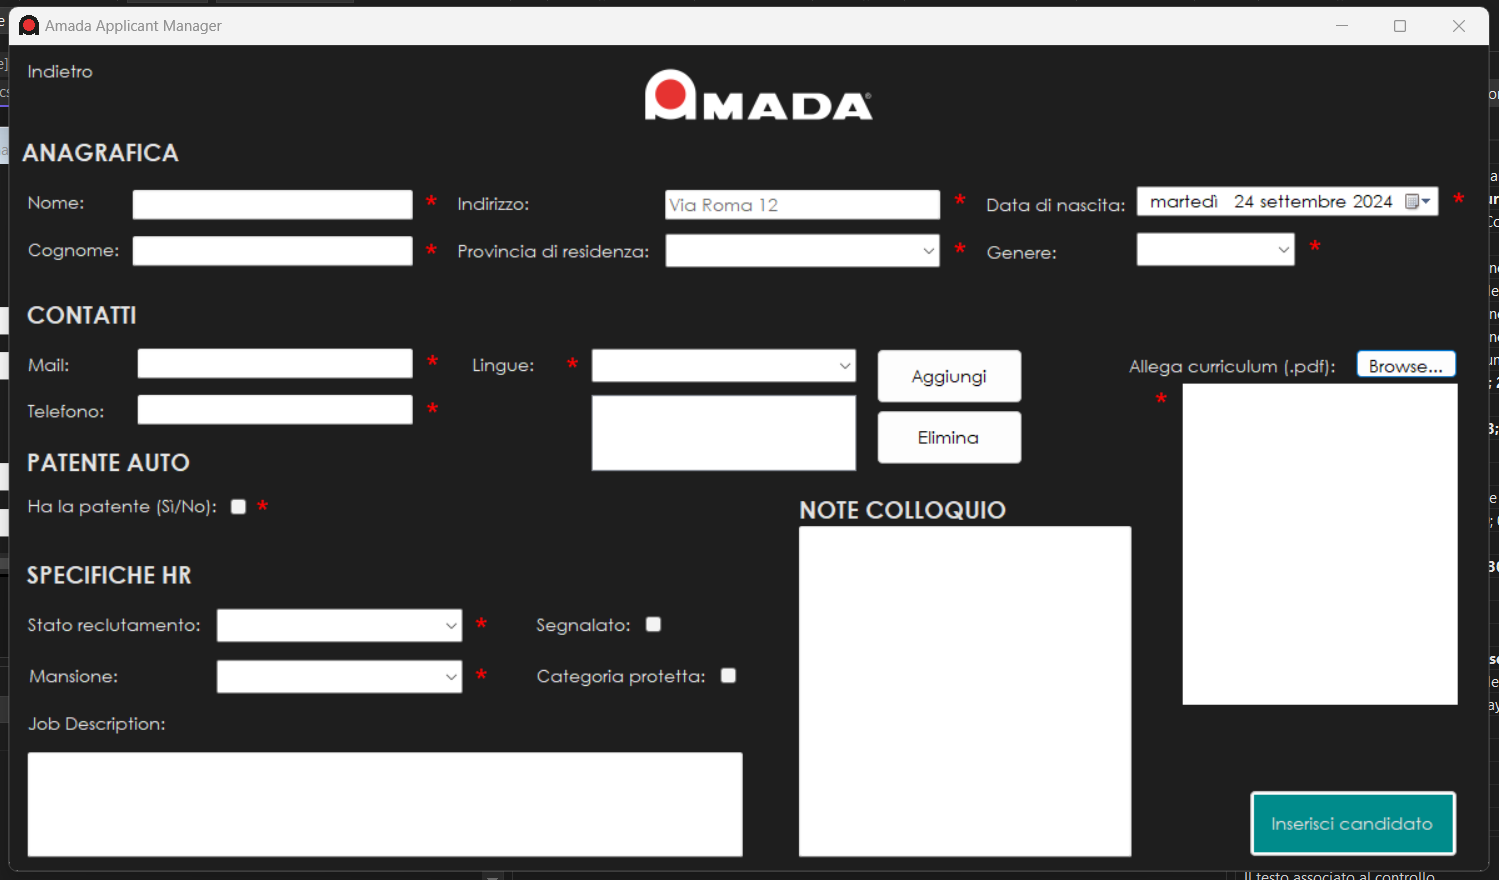 Amada Applicant Manager
Indietro
AMADA®
ANAGRAFICA
Nome: *
Indirizzo: Via Roma 12 *
Data di nascita: martedì 24 settembre 2024 *
Cognome: *
Provincia di residenza: *
Genere: *
CONTATTI
Mail: *
Lingue: *
Aggiungi
Allega curriculum (.pdf): Browse...
*
Telefono: *
Elimina
PATENTE AUTO
Ha la patente (Sì/No): *
NOTE COLLOQUIO
SPECIFICHE HR
Stato reclutamento: *
Segnalato:
Mansione: *
Categoria protetta:
Job Description:
Inserisci candidato
Il testo associato al controllo